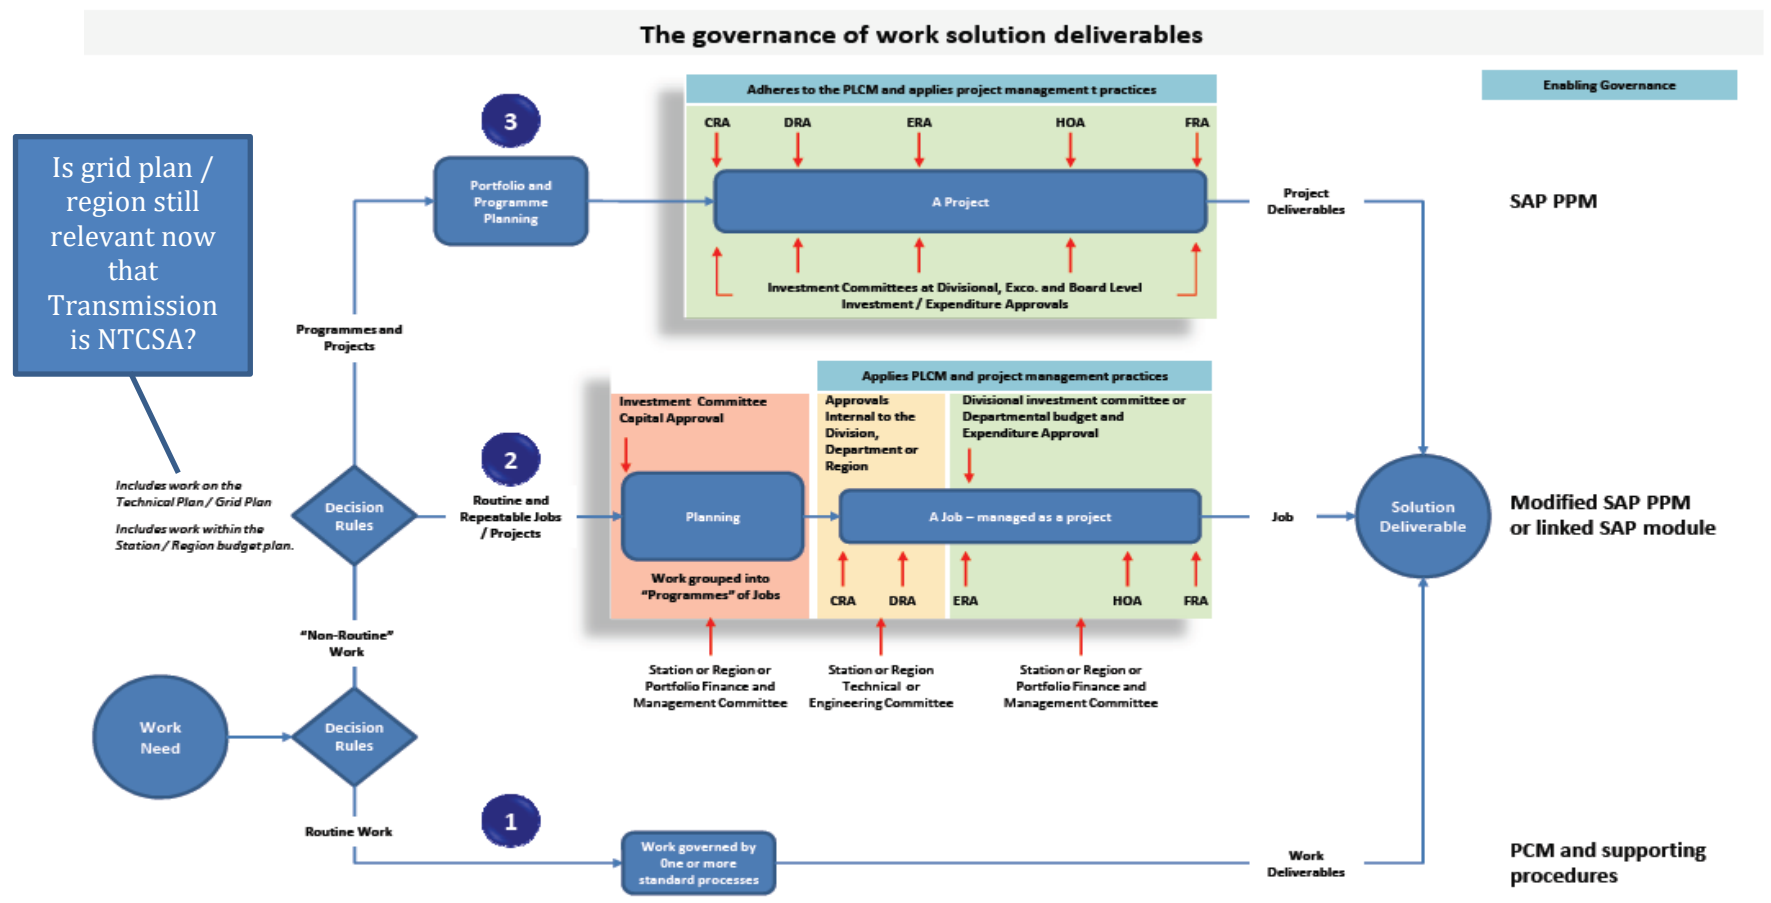 The governance of work solution deliverables
Adheres to the PLCM and applies project management t practices
Enabling Governance
3
CRA
DRA
ERA
HOA
FRA
Is grid plan /
region still
relevant now
that
Transmission
is NTCSA?
Portfolio and
Programme
Planning
A Project
Project
Deliverables
SAP PPM
Investment Committees at Divisional, Exco. and Board Level
Investment / Expenditure Approvals
Programmes and
Projects
Applies PLCM and project management practices
Investment Committee
Capital Approval
Approvals
Internal to the
Division,
Department or
Region
Divisional investment committee or
Departmental budget and
Expenditure Approval
2
Includes work on the
Technical Plan / Grid Plan
Includes work within the
Station / Region budget plan.
Decision
Rules
Routine and
Repeatable Jobs
/ Projects
Planning
A Job – managed as a project
Job
Solution
Deliverable
Modified SAP PPM
or linked SAP module
Work grouped into
“Programmes” of Jobs
CRA
DRA
ERA
HOA
FRA
“Non-Routine”
Work
Station or Region or
Portfolio Finance and
Management Committee
Station or Region
Technical or
Engineering Committee
Station or Region or
Portfolio Finance and
Management Committee
Work
Need
Decision
Rules
1
Routine Work
Work governed by
0ne or more
standard processes
Work
Deliverables
PCM and supporting
procedures